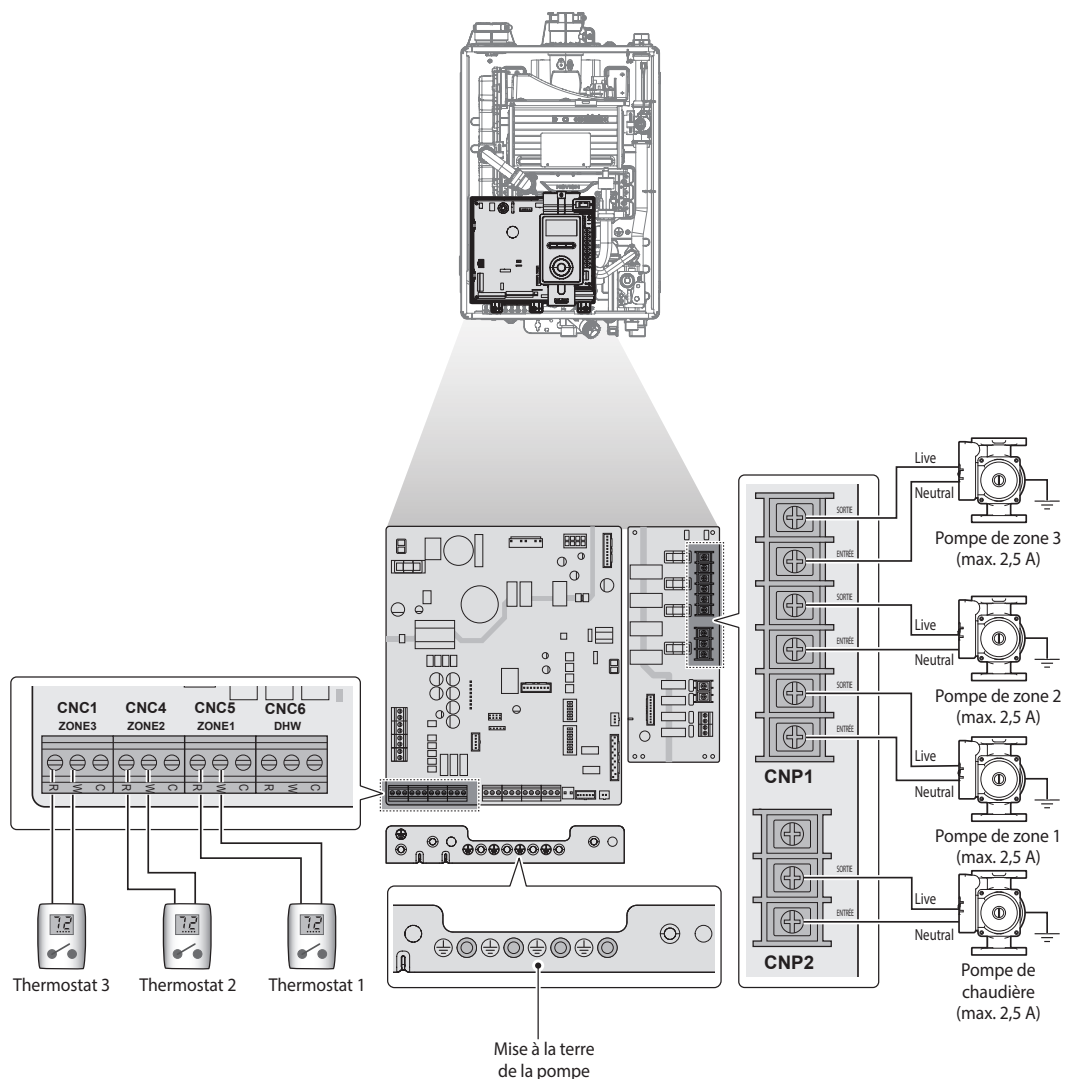 Live
SORTIE
Neutral
ENTRÉE
Pompe de zone 3
(max. 2,5 A)
SORTIE
Live
ENTRÉE
Neutral
Pompe de zone 2
(max. 2,5 A)
SORTIE
Live
ENTRÉE
Neutral
CNP1
Pompe de zone 1
(max. 2,5 A)
SORTIE
Live
ENTRÉE
Neutral
CNP2
Pompe de
chaudière
(max. 2,5 A)
CNC1 CNC4 CNC5 CNC6
ZONE3 ZONE2 ZONE1 DHW
R W C R W C R W C R W C
72 72 72
Thermostat 3 Thermostat 2 Thermostat 1
Mise à la terre
de la pompe